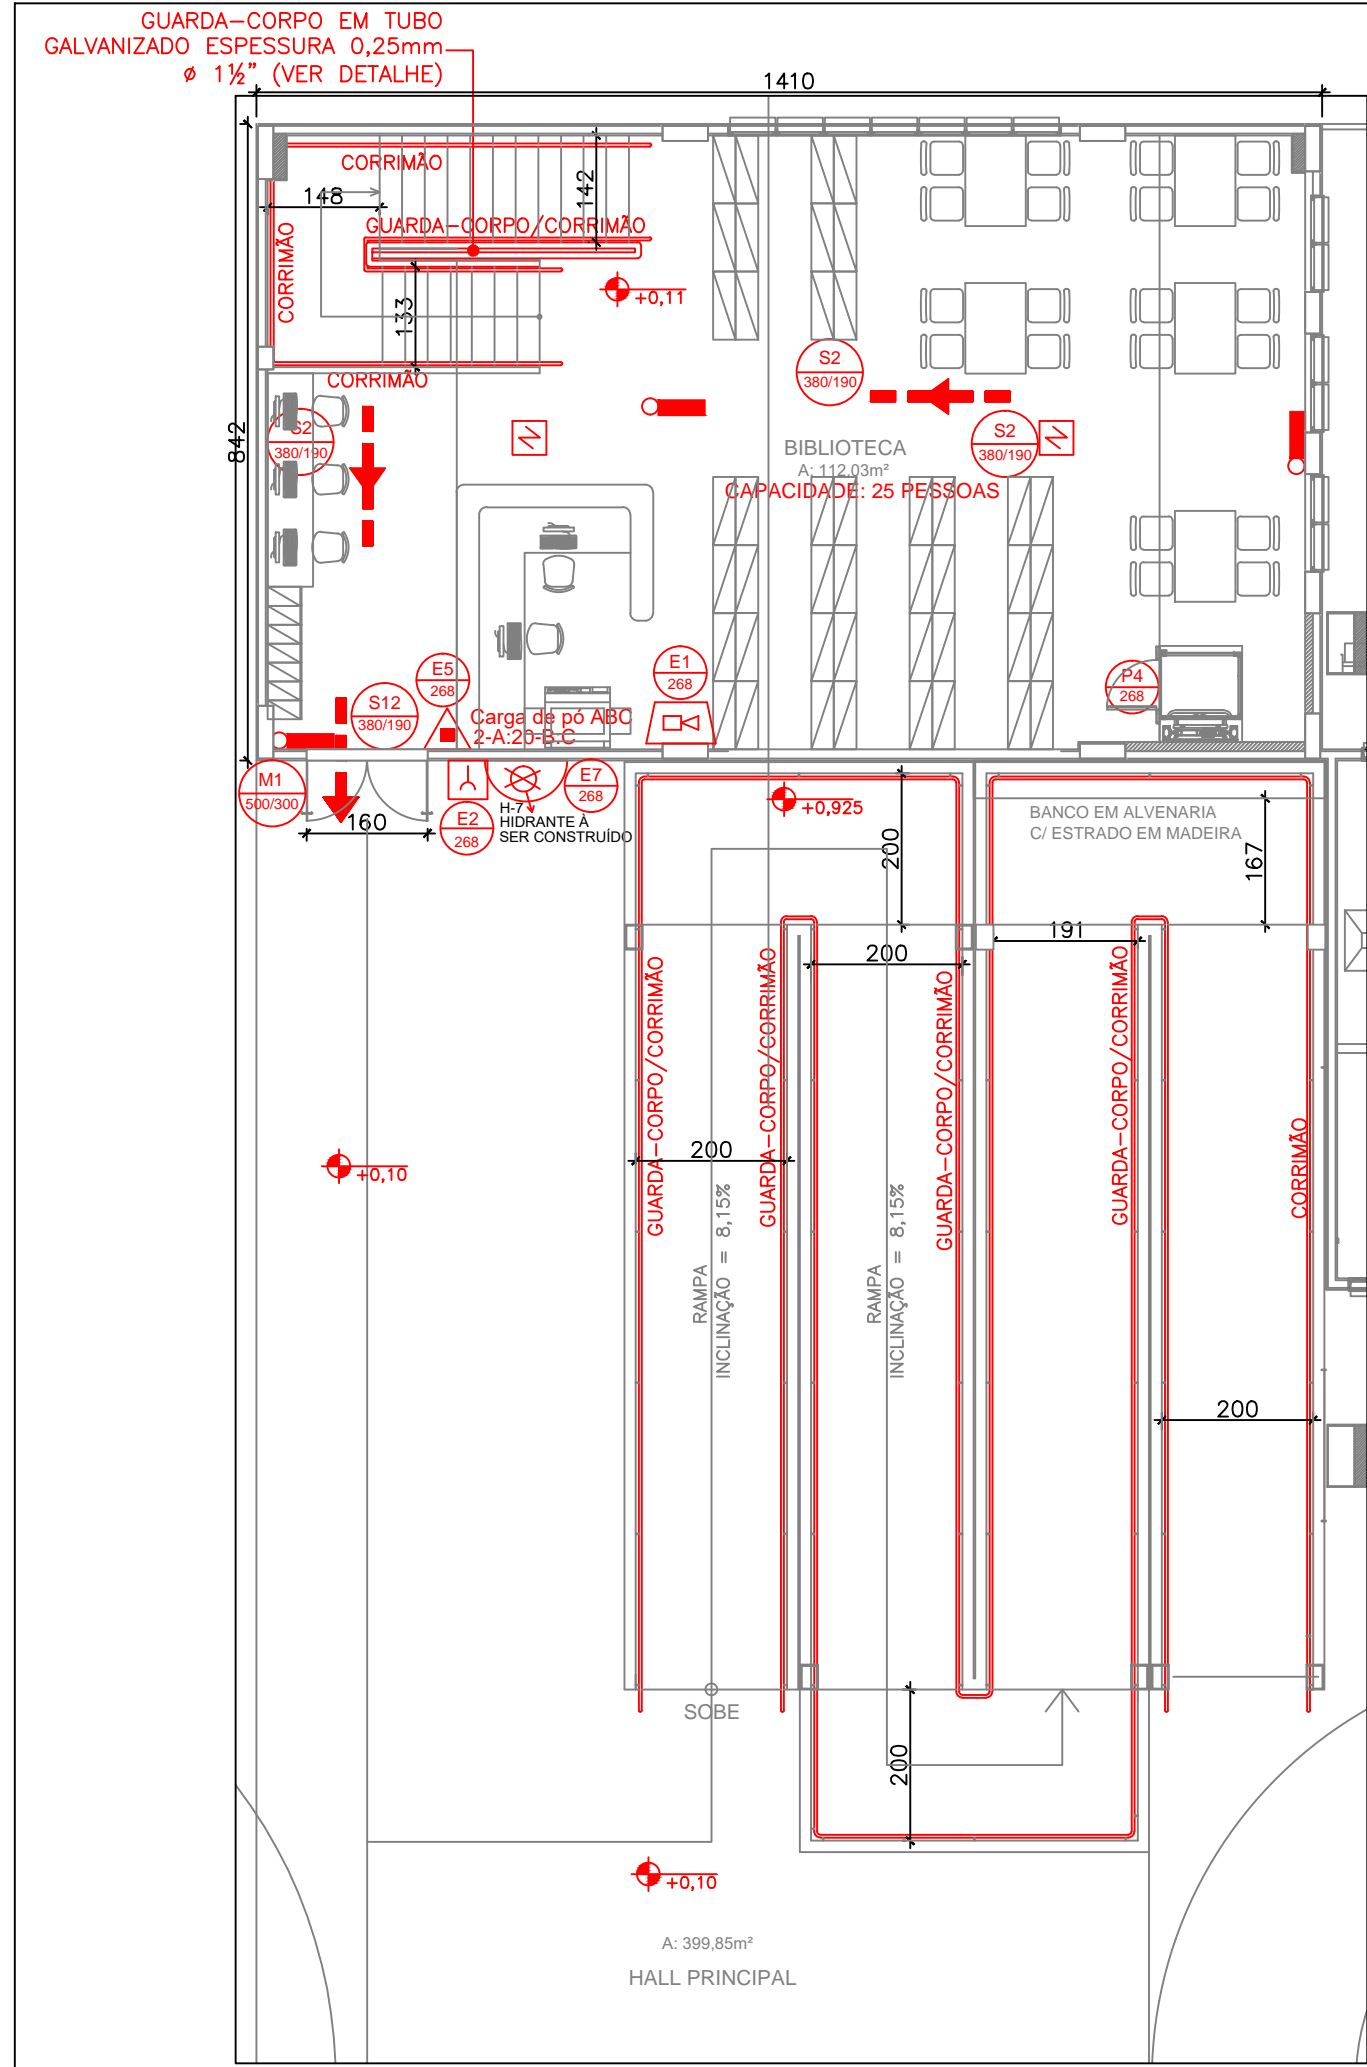 GUARDA-CORPO EM TUBO
GALVANIZADO ESPESSURA 0,25mm
ø 1½" (VER DETALHE)
1410
CORRIMÃO
148
142
GUARDA-CORPO/CORRIMÃO
CORRIMÃO
+0,11
133
CORRIMÃO
S2
380/190
842
S2
380/190
S2
380/190
BIBLIOTECA
A: 112,03m²
CAPACIDADE: 25 PESSOAS
E5
268
E1
268
P4
268
S12
380/190
Carga de pó ABC
2-A:20-B:C
M1
500/300
160
E2
268
H-7
HIDRANTE À
SER CONSTRUÍDO
E7
268
+0,925
200
BANCO EM ALVENARIA
C/ ESTRADO EM MADEIRA
167
191
200
GUARDA-CORPO/CORRIMÃO
GUARDA-CORPO/CORRIMÃO
GUARDA-CORPO/CORRIMÃO
GUARDA-CORPO/CORRIMÃO
CORRIMÃO
200
+0,10
RAMPA
INCLINAÇÃO = 8,15%
RAMPA
INCLINAÇÃO = 8,15%
200
SOBE
200
+0,10
A: 399,85m²
HALL PRINCIPAL